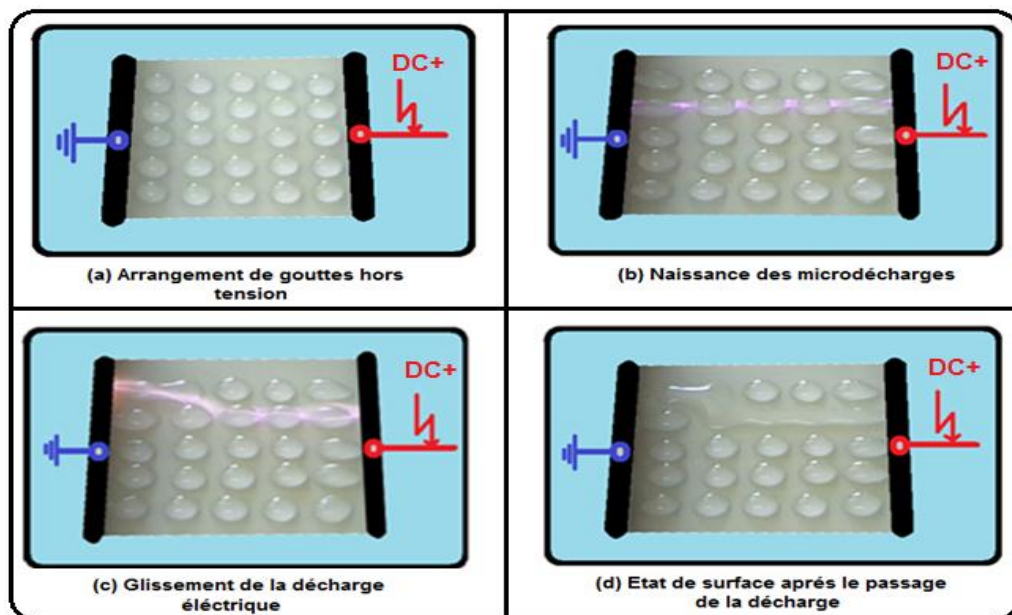 DC+
(a) Arrangement de gouttes hors
tension
DC+
(b) Naissance des microdécharges
DC+
(c) Glissement de la décharge
éléctrique
DC+
(d) Etat de surface aprés le passage
de la décharge